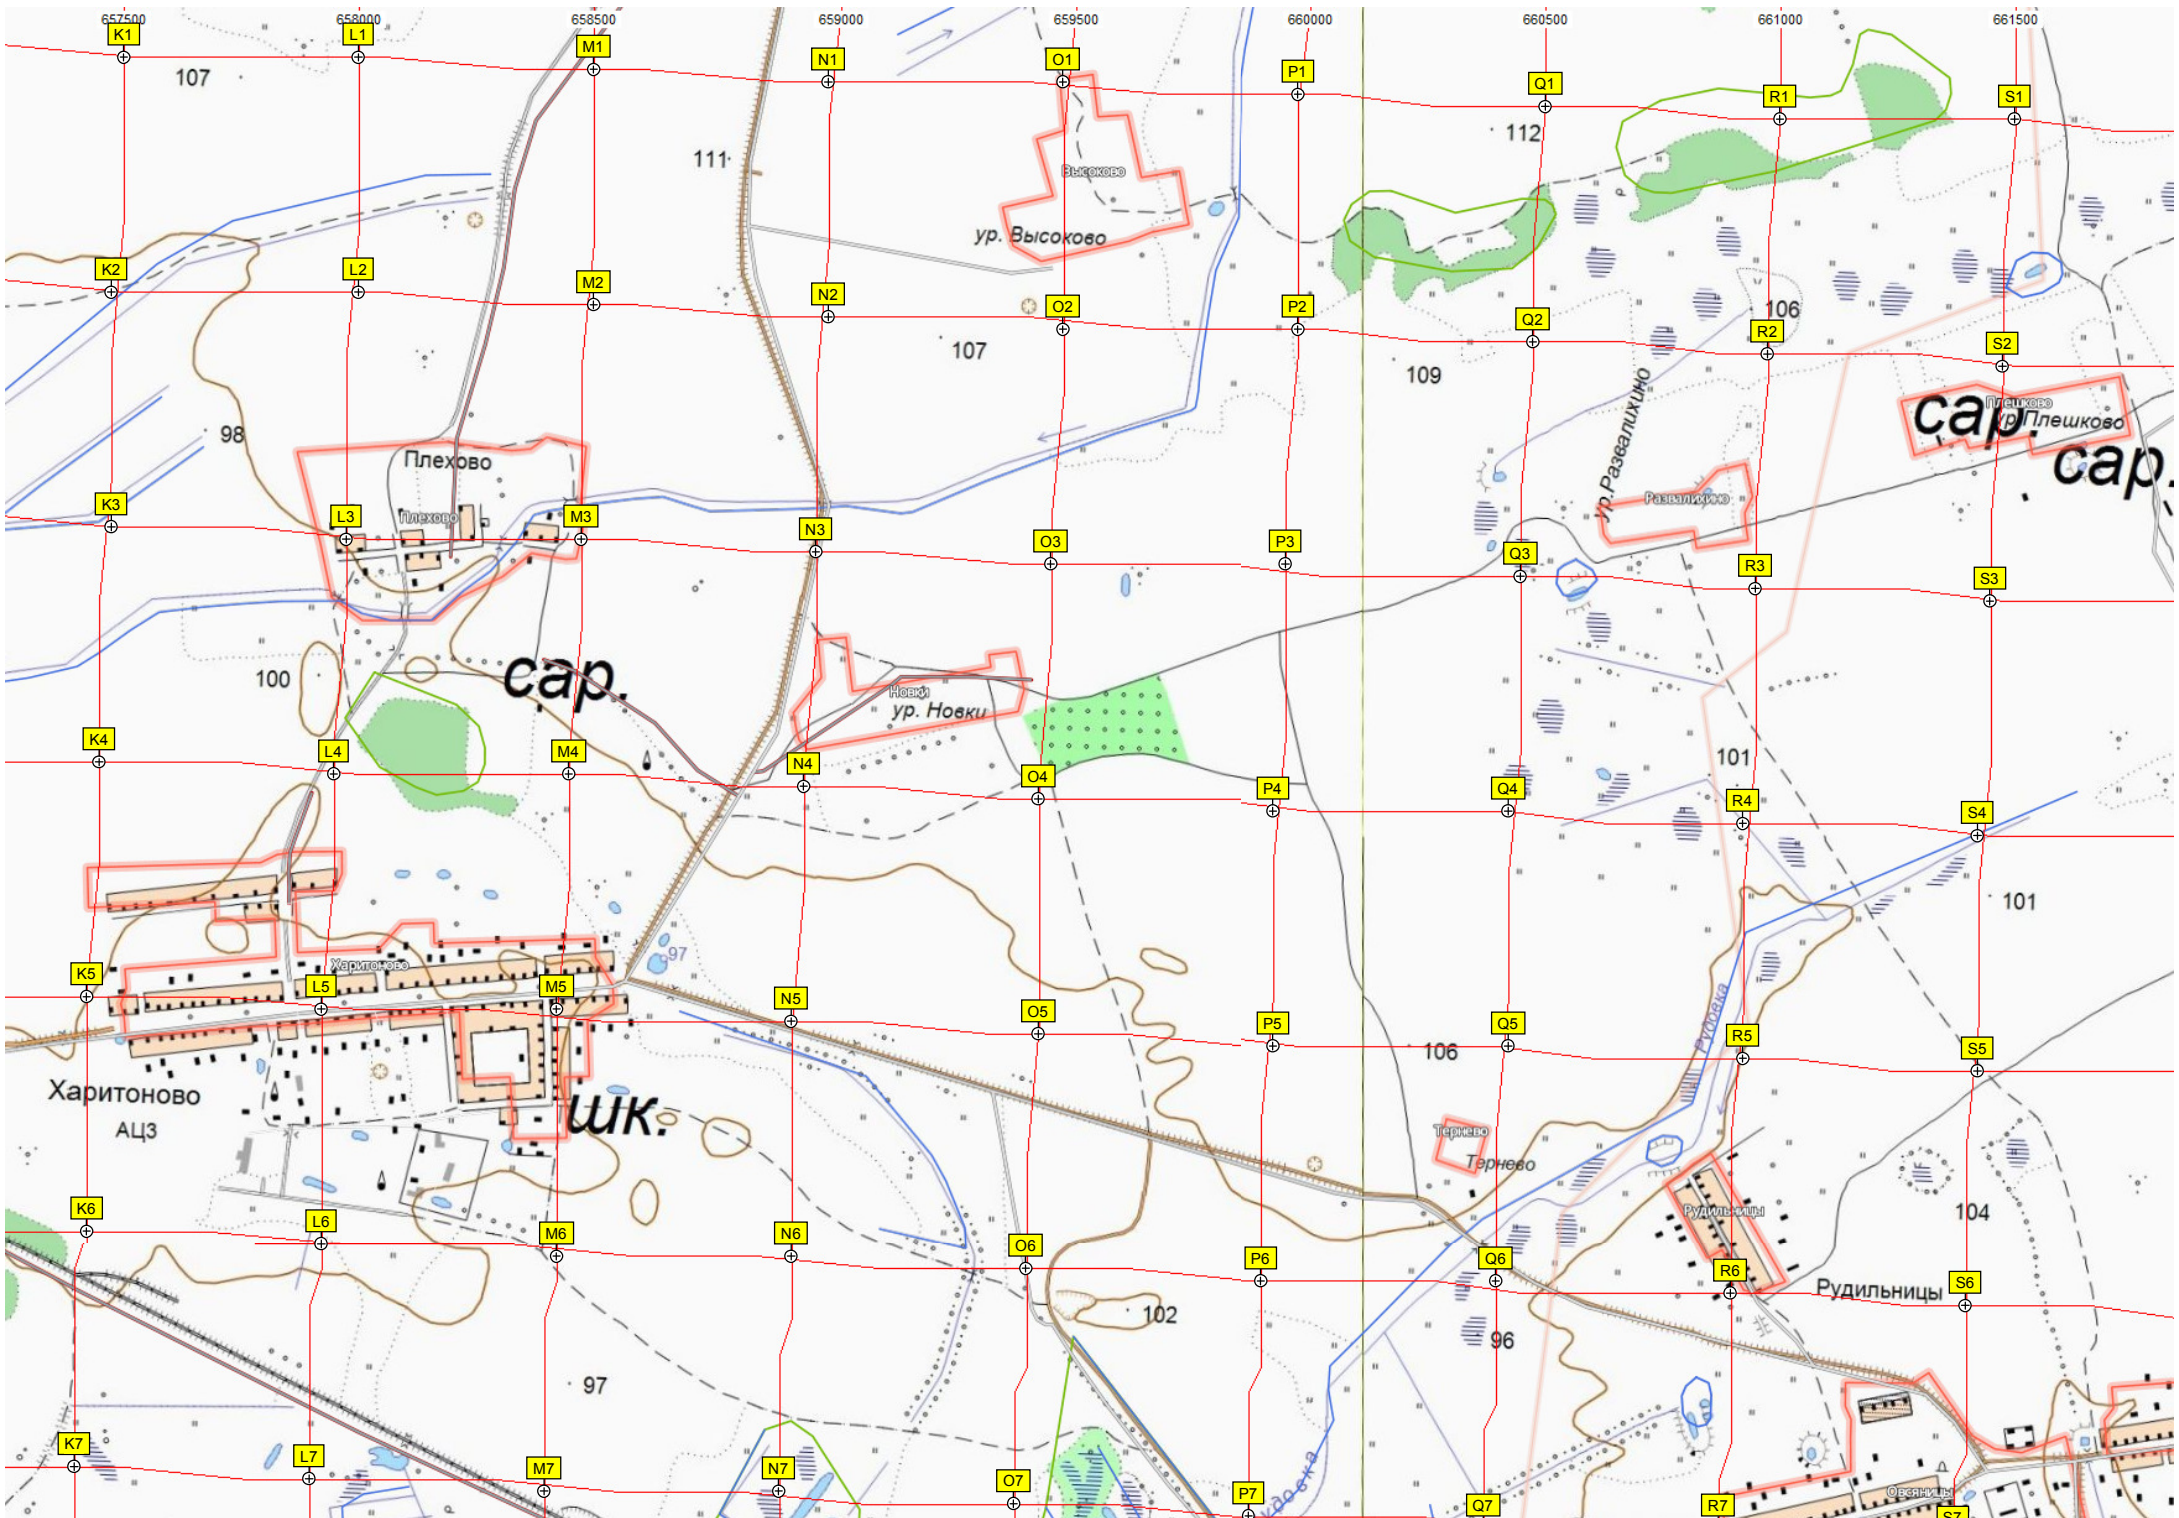 657500 658000 658500 659000 659500 660000 660500 661000 661500
K1 L1 M1 N1 O1 P1 Q1 R1 S1
107
111
112
Высоково
ур. Высоково
K2 L2 M2 N2 O2 P2 Q2 R2 S2
106
107
109
98
Плехово
Плехово
ур.Развалихино
Развалихино
сар.
Плешково
ур.Плешково
сар.
K3 L3 M3 N3 O3 P3 Q3 R3 S3
100
сар.
Новки
ур. Новки
101
K4 L4 M4 N4 O4 P4 Q4 R4 S4
101
97
Харитоново
K5 L5 M5 N5 O5 P5 Q5 R5 S5
Рудовка
106
Харитоново
АЦЗ
шк.
Тернево
Тернево
Рудильницы
104
K6 L6 M6 N6 O6 P6 Q6 R6 S6
Рудильницы
102
96
97
K7 L7 M7 N7 O7 P7 Q7 R7 S7
Овсяницы